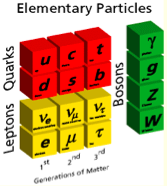 Elementary Particles
Quarks
u c t
d s b
Leptons
νe νμ ντ
e μ τ
Bosons
γ
g
Z
W
1st 2nd 3rd
Generations of Matter